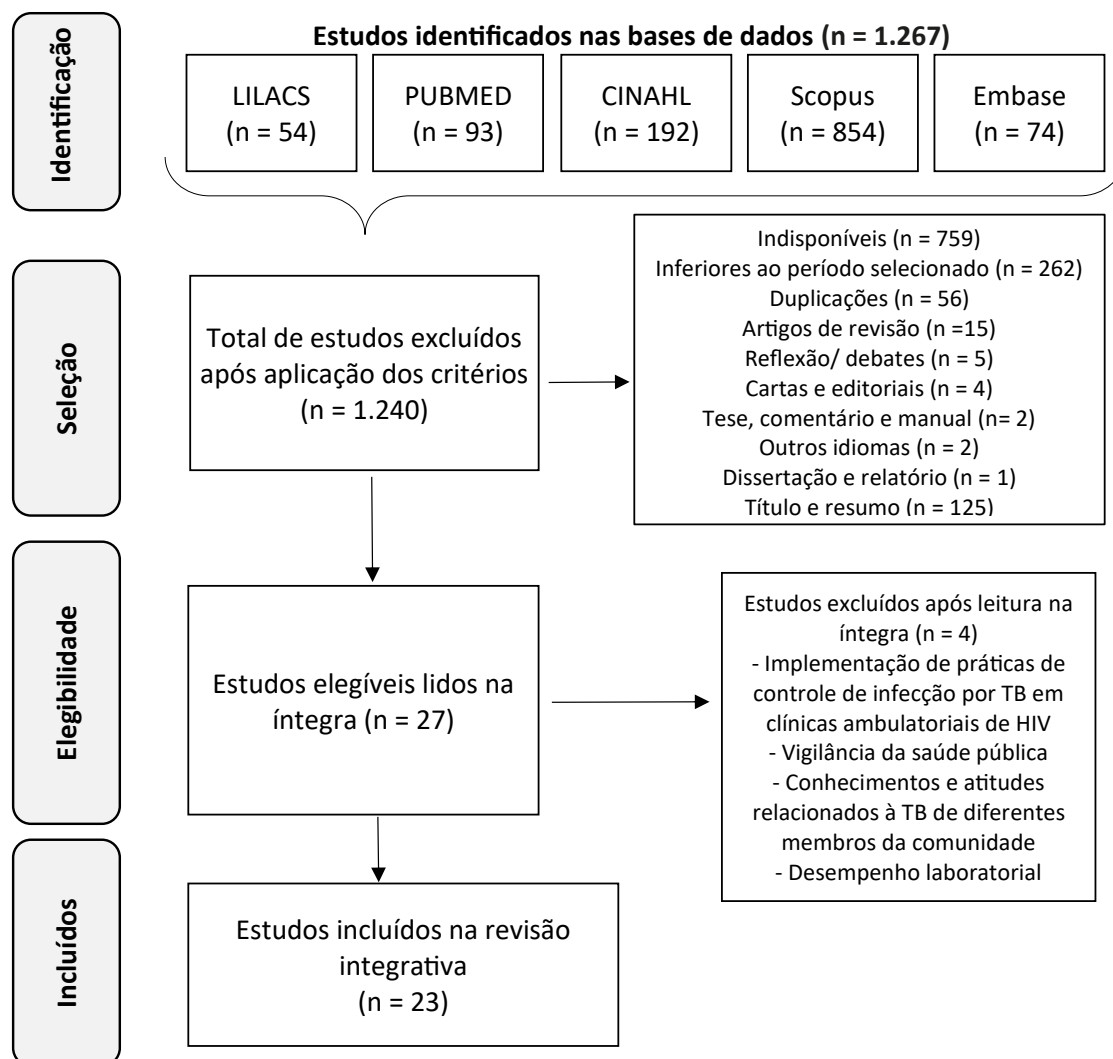 Identificação
Estudos identificados nas bases de dados (n = 1.267)
LILACS
(n = 54)
PUBMED
(n = 93)
CINAHL
(n = 192)
Scopus
(n = 854)
Embase
(n = 74)
Seleção
Total de estudos excluídos
após aplicação dos critérios
(n = 1.240)
Indisponíveis (n = 759)
Inferiores ao período selecionado (n = 262)
Duplicações (n = 56)
Artigos de revisão (n =15)
Reflexão/ debates (n = 5)
Cartas e editoriais (n = 4)
Tese, comentário e manual (n= 2)
Outros idiomas (n = 2)
Dissertação e relatório (n = 1)
Título e resumo (n = 125)
Elegibilidade
Estudos elegíveis lidos na
íntegra (n = 27)
Estudos excluídos após leitura na
íntegra (n = 4)
- Implementação de práticas de
controle de infecção por TB em
clínicas ambulatoriais de HIV
- Vigilância da saúde pública
- Conhecimentos e atitudes
relacionados à TB de diferentes
membros da comunidade
- Desempenho laboratorial
Incluídos
Estudos incluídos na revisão
integrativa
(n = 23)